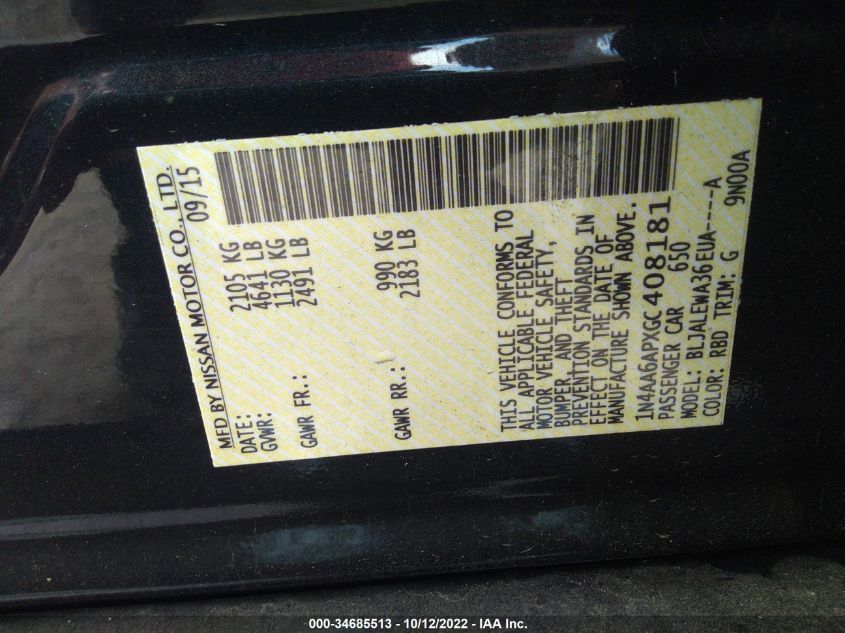 MFD BY NISSAN MOTOR CO., LTD.
DATE: 09/15
GVWR: 2105 KG
4641 LB
GAWR FR.: 1130 KG
2491 LB
GAWR RR.: 990 KG
2183 LB
THIS VEHICLE CONFORMS TO
ALL APPLICABLE FEDERAL
MOTOR VEHICLE SAFETY,
BUMPER, AND THEFT
PREVENTION STANDARDS IN
EFFECT ON THE DATE OF
MANUFACTURE SHOWN ABOVE.
1N4AA6APXGC408181
PASSENGER CAR 650
MODEL: BLJALEWA36EUA----A
COLOR: RBD TRIM: G 9N00A
000-34685513 - 10/12/2022 - IAA Inc.